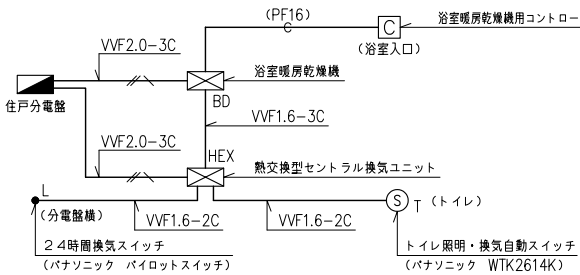 (PF16)
C
C
浴室暖房乾燥機用コントロー
(浴室入口)
VVF2.0-3C
浴室暖房乾燥機
住戸分電盤
BD
VVF1.6-3C
VVF2.0-3C
HEX
熱交換型セントラル換気ユニット
L
(分電盤横)
VVF1.6-2C
VVF1.6-2C
S
T (トイレ)
24時間換気スイッチ
(パナソニック パイロットスイッチ)
トイレ照明・換気自動スイッチ
(パナソニック WTK2614K)